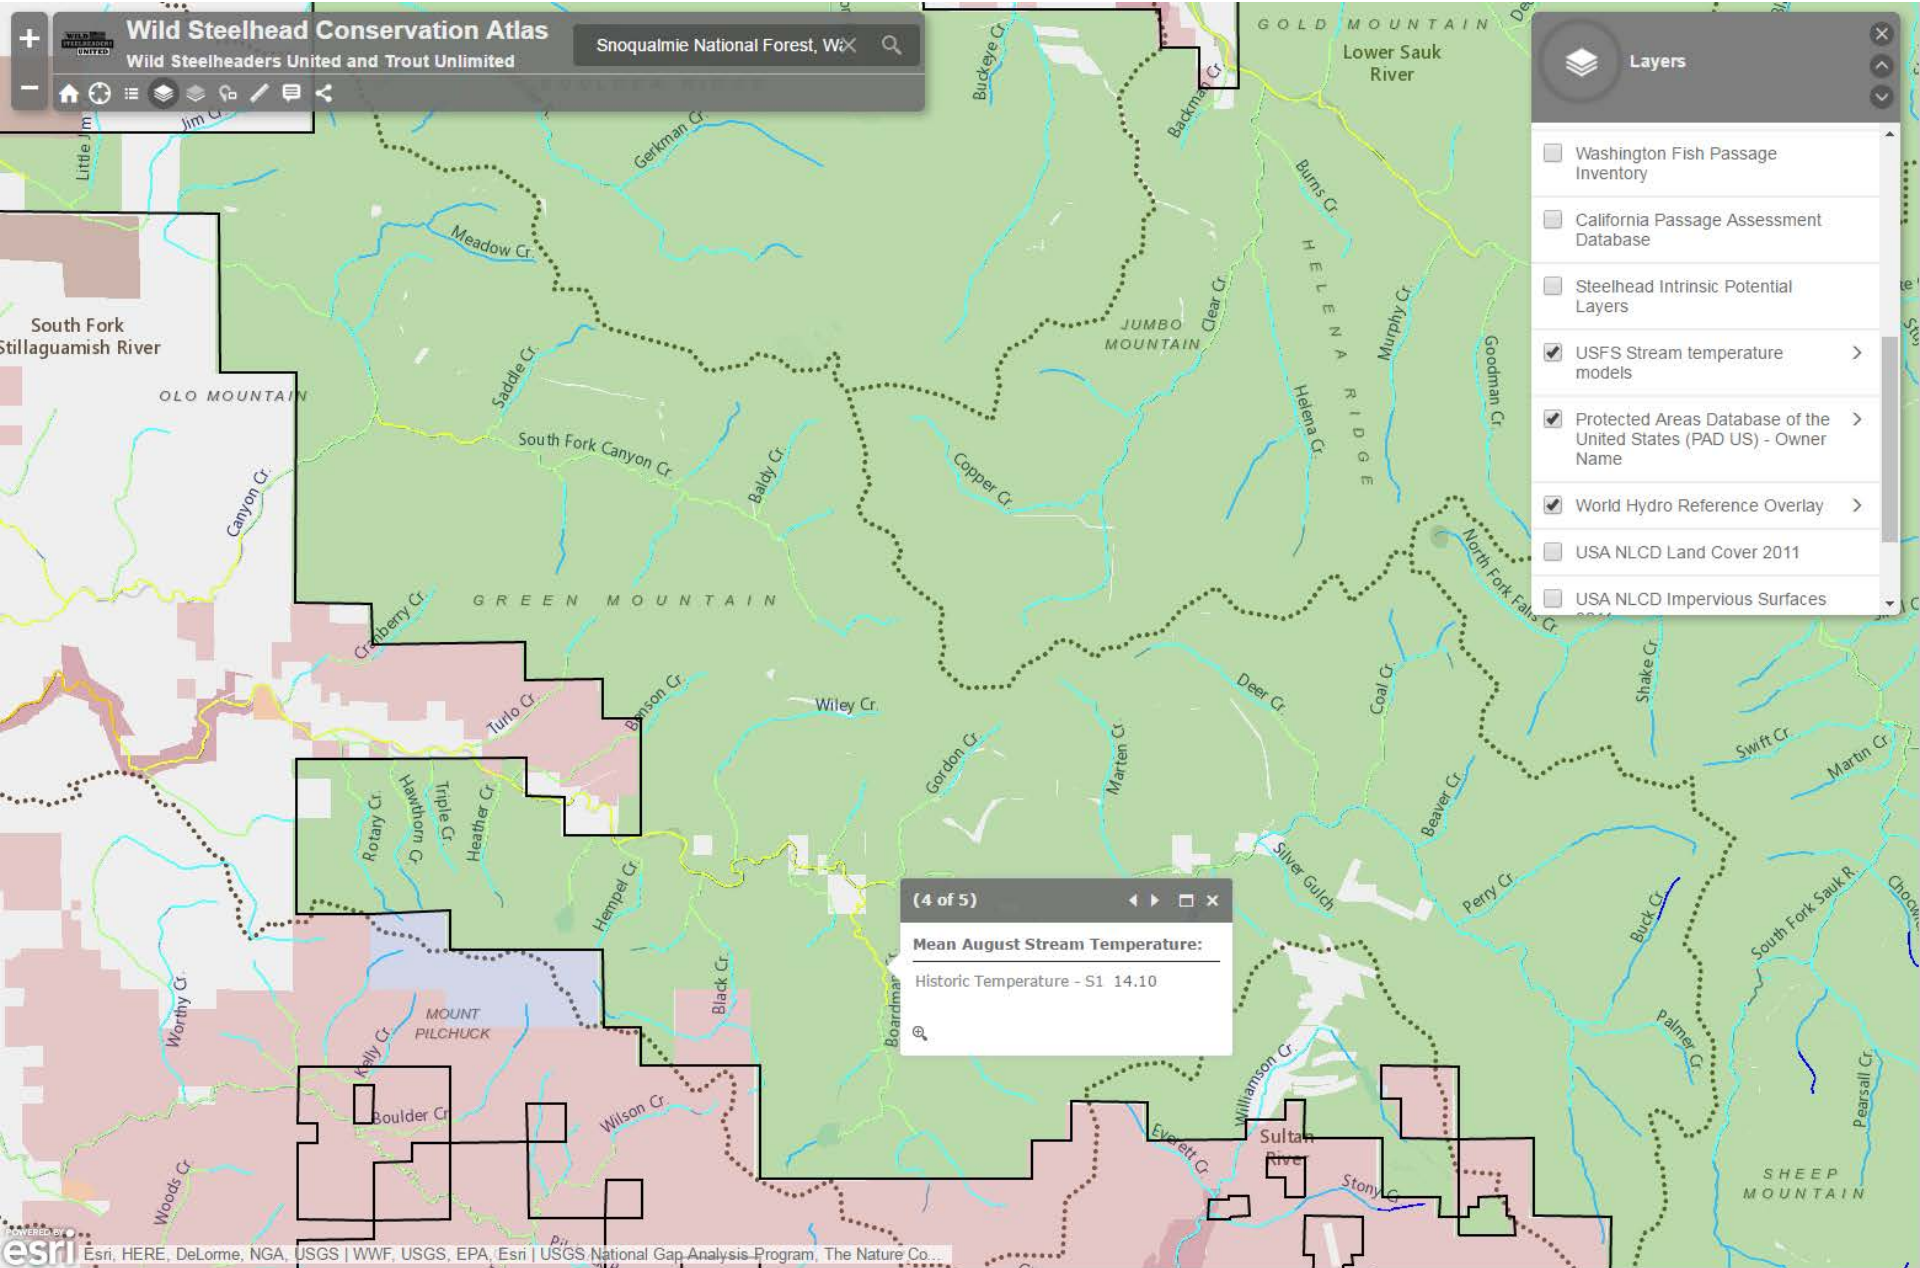 +
−
WILD
STEELHEADERS
UNITED
Wild Steelhead Conservation Atlas
Wild Steelheaders United and Trout Unlimited
Snoqualmie National Forest, W
Layers
Washington Fish Passage
Inventory
California Passage Assessment
Database
Steelhead Intrinsic Potential
Layers
USFS Stream temperature
models
Protected Areas Database of the
United States (PAD US) - Owner
Name
World Hydro Reference Overlay
USA NLCD Land Cover 2011
USA NLCD Impervious Surfaces
GOLD MOUNTAIN
Lower Sauk
River
Buckeye Cr.
Backman Cr.
Little Jim
Jim Cr.
Gerkman Cr.
Burns Cr.
Meadow Cr.
HELENA RIDGE
Clear Cr.
Murphy Cr.
Goodman Cr.
South Fork
Stillaguamish River
JUMBO
MOUNTAIN
OLO MOUNTAIN
Saddle Cr.
Helena Cr.
South Fork Canyon Cr.
Baldy Cr.
Copper Cr.
Canyon Cr.
North Fork Falls Cr.
GREEN MOUNTAIN
Cranberry Cr.
Shake Cr.
Turlo Cr.
Benson Cr.
Wiley Cr.
Deer Cr.
Coal Cr.
Gordon Cr.
Marten Cr.
Swift Cr.
Martin Cr.
Rotary Cr.
Hawthorn Cr.
Triple Cr.
Heather Cr.
Beaver Cr.
Hempel Cr.
Silver Gulch
Perry Cr.
Buck Cr.
South Fork Sauk R.
(4 of 5)
Mean August Stream Temperature:
Historic Temperature - S1 14.10
Black Cr.
Boardman
Worthy Cr.
MOUNT
PILCHUCK
Kelly Cr.
Palmer Cr.
Pearsall Cr.
Williamson Cr.
Boulder Cr.
Wilson Cr.
Everett Cr.
Sultan
River
Woods Cr.
Stony Cr.
SHEEP
MOUNTAIN
POWERED BY
esri
Esri, HERE, DeLorme, NGA, USGS | WWF, USGS, EPA, Esri | USGS National Gap Analysis Program, The Nature Co...